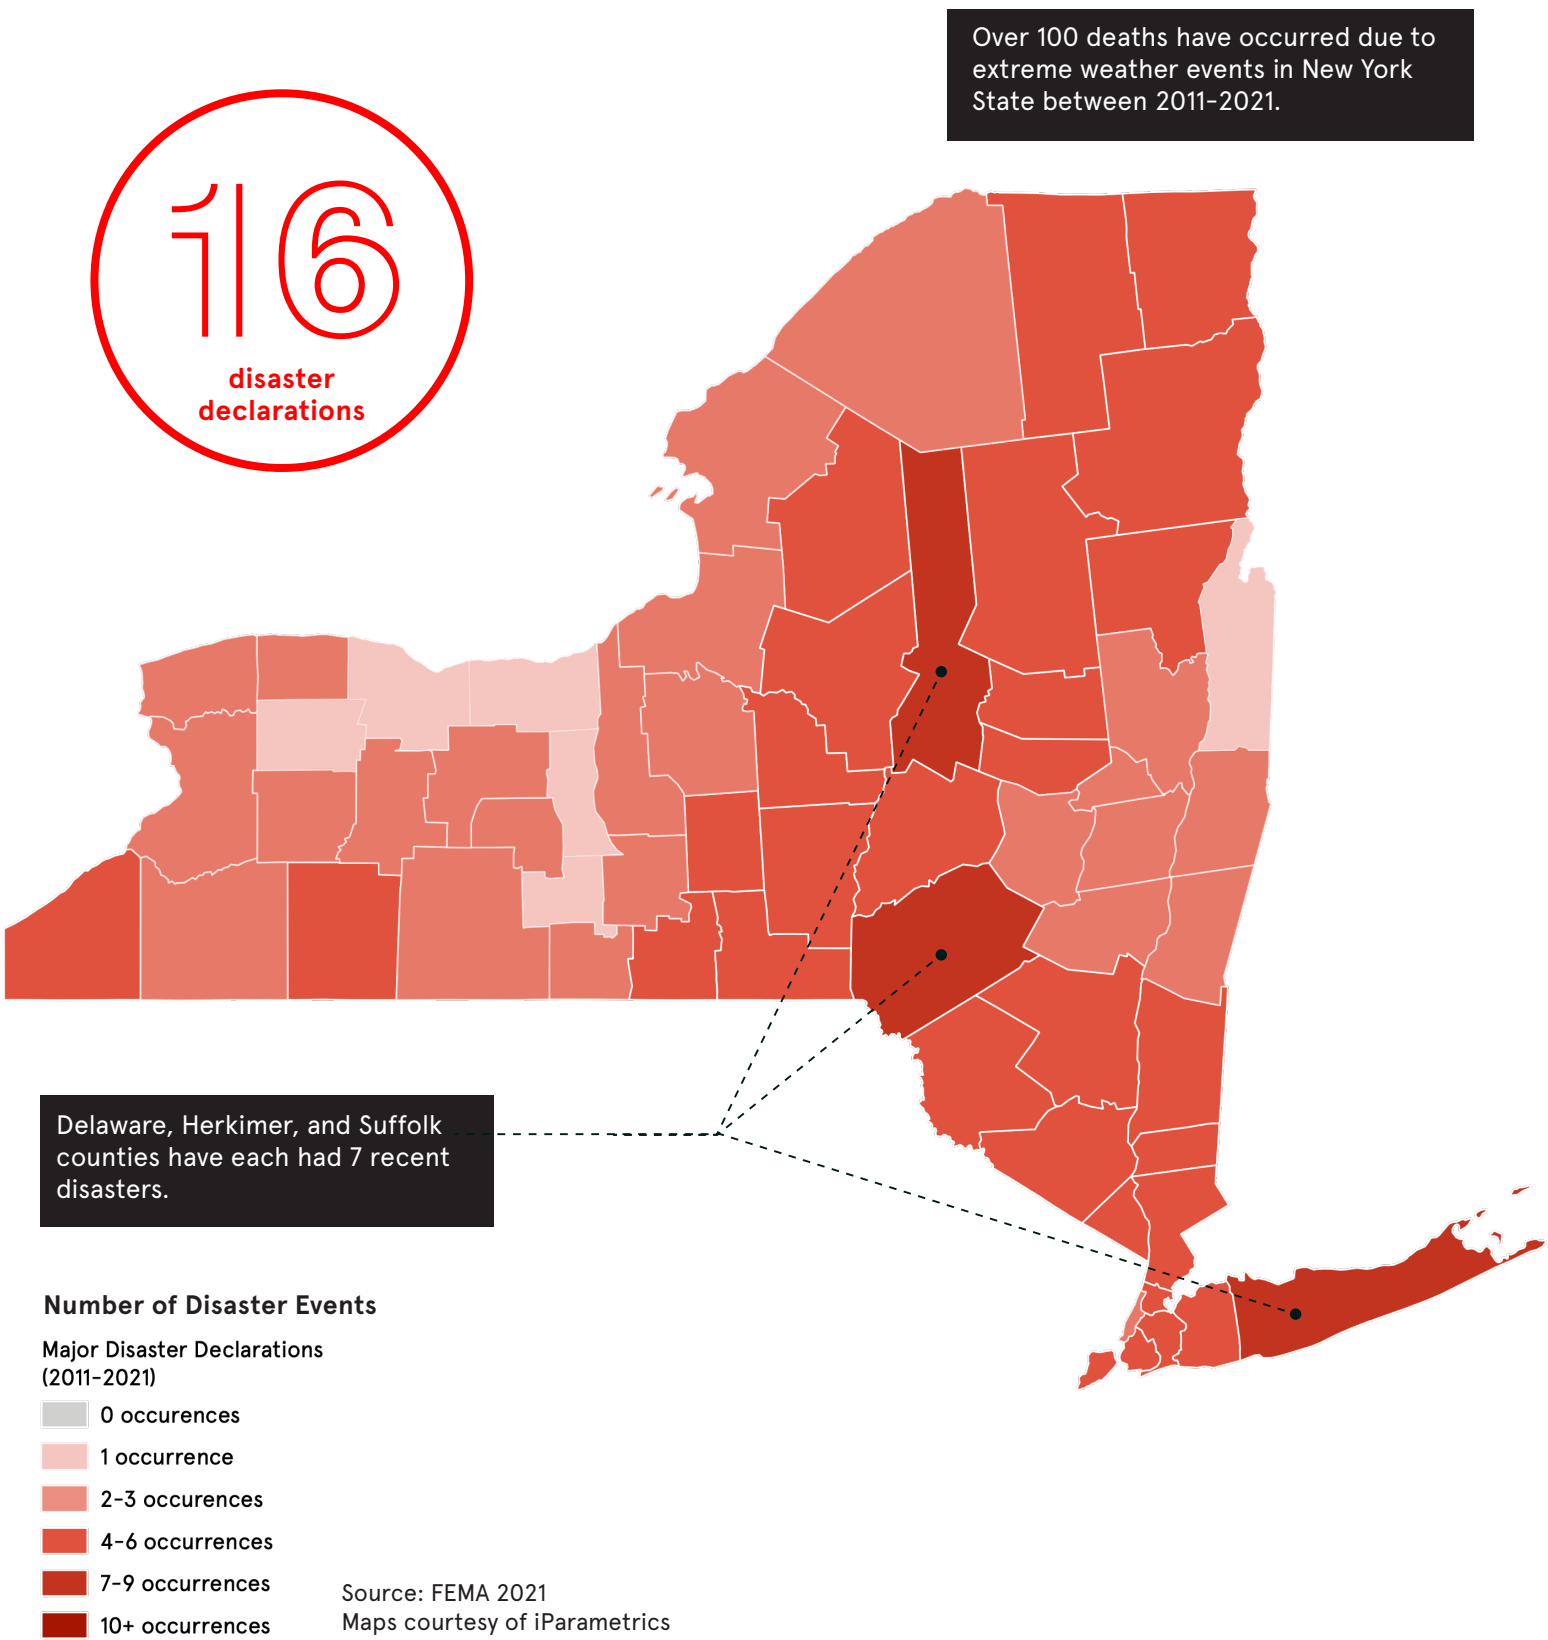 Over 100 deaths have occurred due to
extreme weather events in New York
State between 2011-2021.
16
disaster
declarations
Delaware, Herkimer, and Suffolk
counties have each had 7 recent
disasters.
Number of Disaster Events
Major Disaster Declarations
(2011-2021)
0 occurences
1 occurrence
2-3 occurences
4-6 occurrences
7-9 occurrences
10+ occurrences
Source: FEMA 2021
Maps courtesy of iParametrics